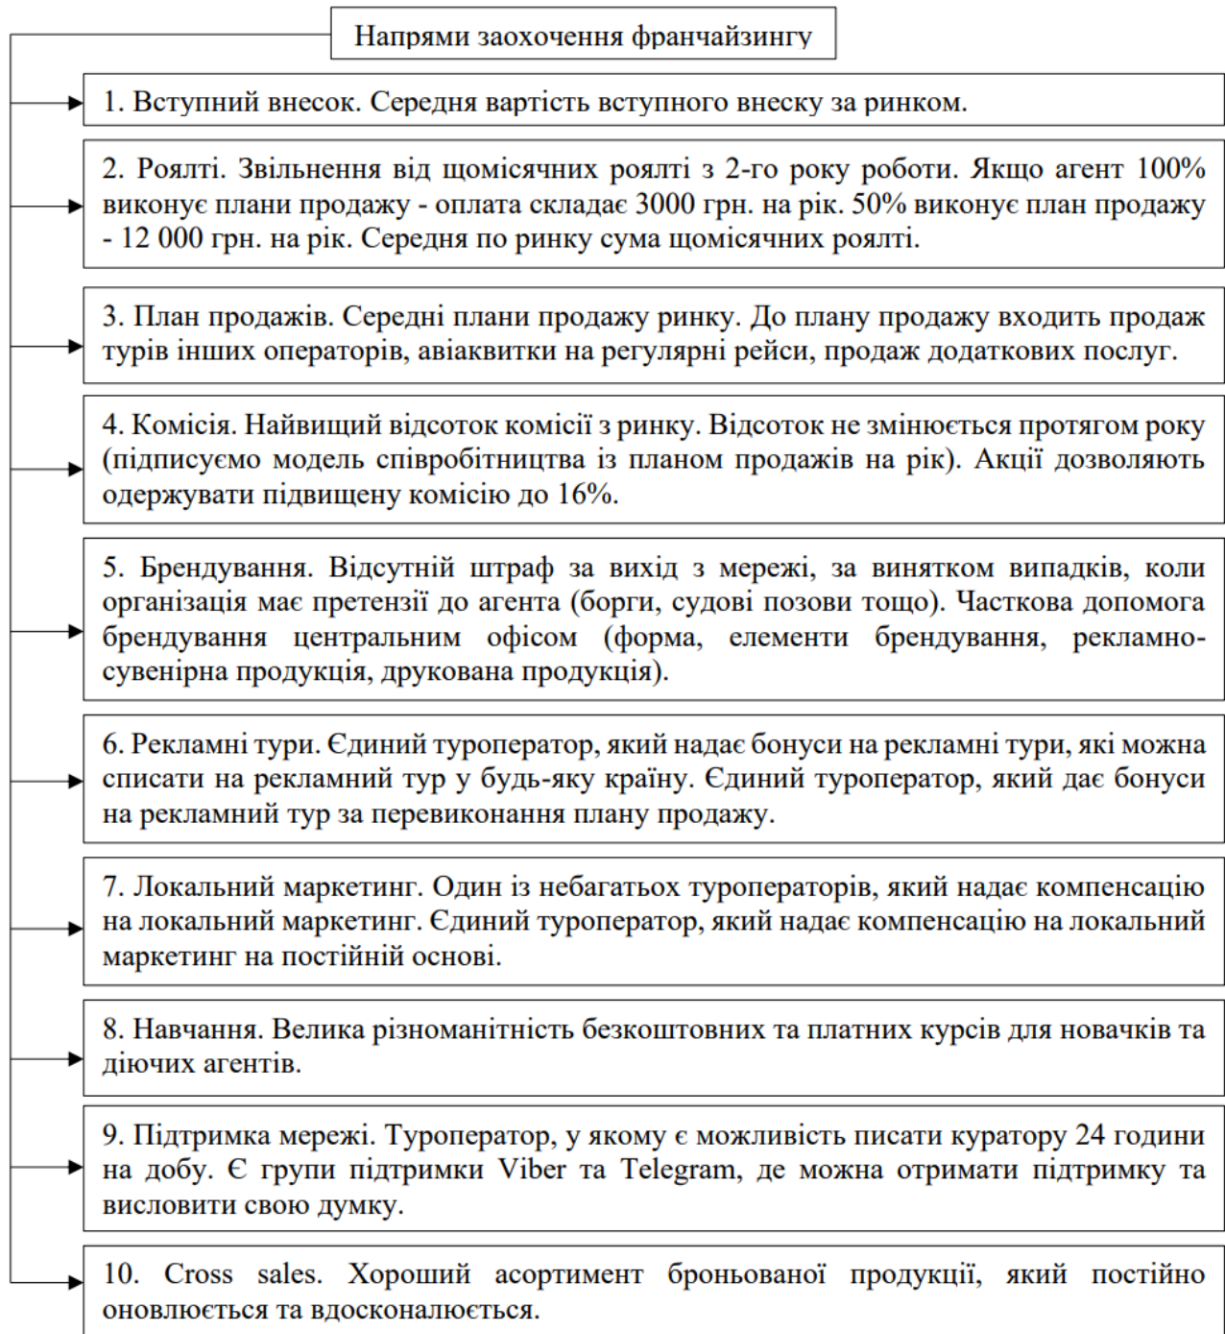 Напрями заохочення франчайзингу
1. Вступний внесок. Середня вартість вступного внеску за ринком.
2. Роялті. Звільнення від щомісячних роялті з 2-го року роботи. Якщо агент 100%
виконує плани продажу - оплата складає 3000 грн. на рік. 50% виконує план продажу
- 12 000 грн. на рік. Середня по ринку сума щомісячних роялті.
3. План продажів. Середні плани продажу ринку. До плану продажу входить продаж
турів інших операторів, авіаквитки на регулярні рейси, продаж додаткових послуг.
4. Комісія. Найвищий відсоток комісії з ринку. Відсоток не змінюється протягом року
(підписуємо модель співробітництва із планом продажів на рік). Акції дозволяють
одержувати підвищену комісію до 16%.
5. Брендування. Відсутній штраф за вихід з мережі, за винятком випадків, коли
організація має претензії до агента (борги, судові позови тощо). Часткова допомога
брендування центральним офісом (форма, елементи брендування, рекламно-
сувенірна продукція, друкована продукція).
6. Рекламні тури. Єдиний туроператор, який надає бонуси на рекламні тури, які можна
списати на рекламний тур у будь-яку країну. Єдиний туроператор, який дає бонуси
на рекламний тур за перевиконання плану продажу.
7. Локальний маркетинг. Один із небагатьох туроператорів, який надає компенсацію
на локальний маркетинг. Єдиний туроператор, який надає компенсацію на локальний
маркетинг на постійній основі.
8. Навчання. Велика різноманітність безкоштовних та платних курсів для новачків та
діючих агентів.
9. Підтримка мережі. Туроператор, у якому є можливість писати куратору 24 години
на добу. Є групи підтримки Viber та Telegram, де можна отримати підтримку та
висловити свою думку.
10. Cross sales. Хороший асортимент броньованої продукції, який постійно
оновлюється та вдосконалюється.